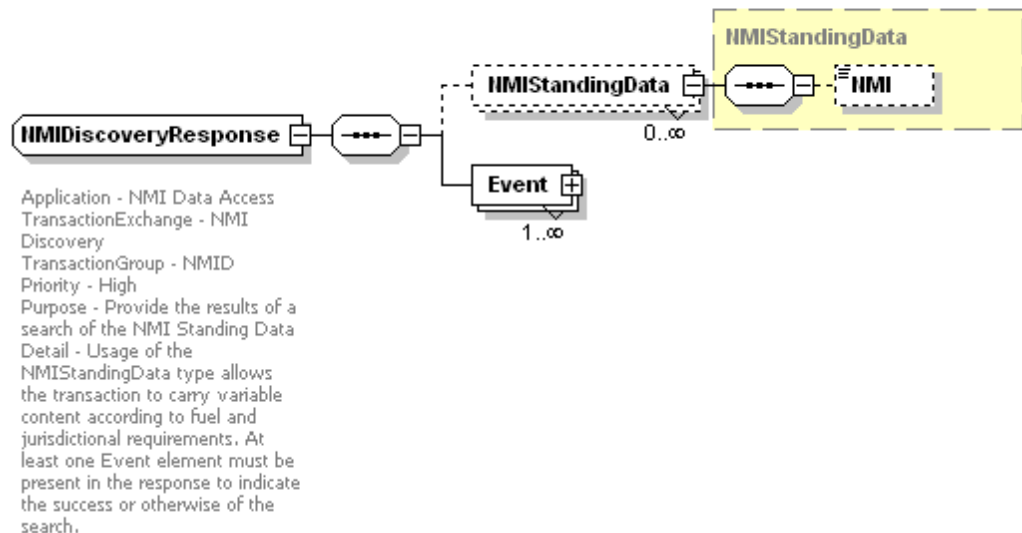 NMIStandingData
NMIStandingData
NMI
0..∞
NMIDiscoveryResponse
Event
1..∞
Application - NMI Data Access
TransactionExchange - NMI
Discovery
TransactionGroup - NMID
Priority - High
Purpose - Provide the results of a
search of the NMI Standing Data
Detail - Usage of the
NMIStandingData type allows
the transaction to carry variable
content according to fuel and
jurisdictional requirements. At
least one Event element must be
present in the response to indicate
the success or otherwise of the
search.